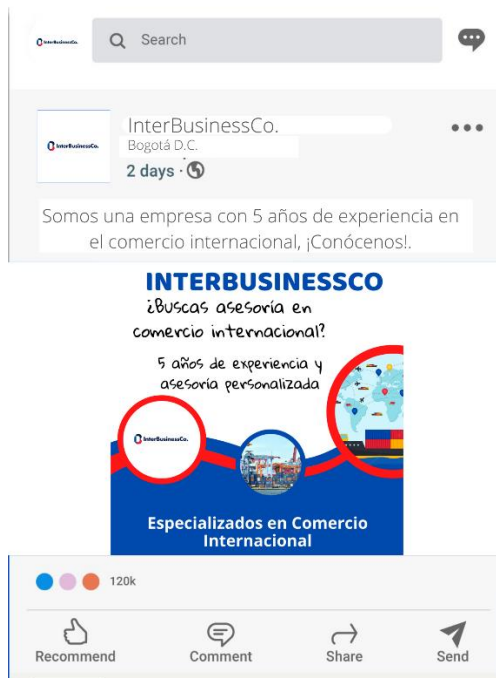 InterBusinessCo.
Search
InterBusinessCo.
InterBusinessCo.
Bogotá D.C.
2 days ·
Somos una empresa con 5 años de experiencia en
el comercio internacional, ¡Conócenos!.
INTERBUSINESSCO
¿Buscas asesoría en
comercio internacional?
5 años de experiencia y
asesoría personalizada
InterBusinessCo.
Especializados en Comercio
Internacional
120k
Recommend
Comment
Share
Send